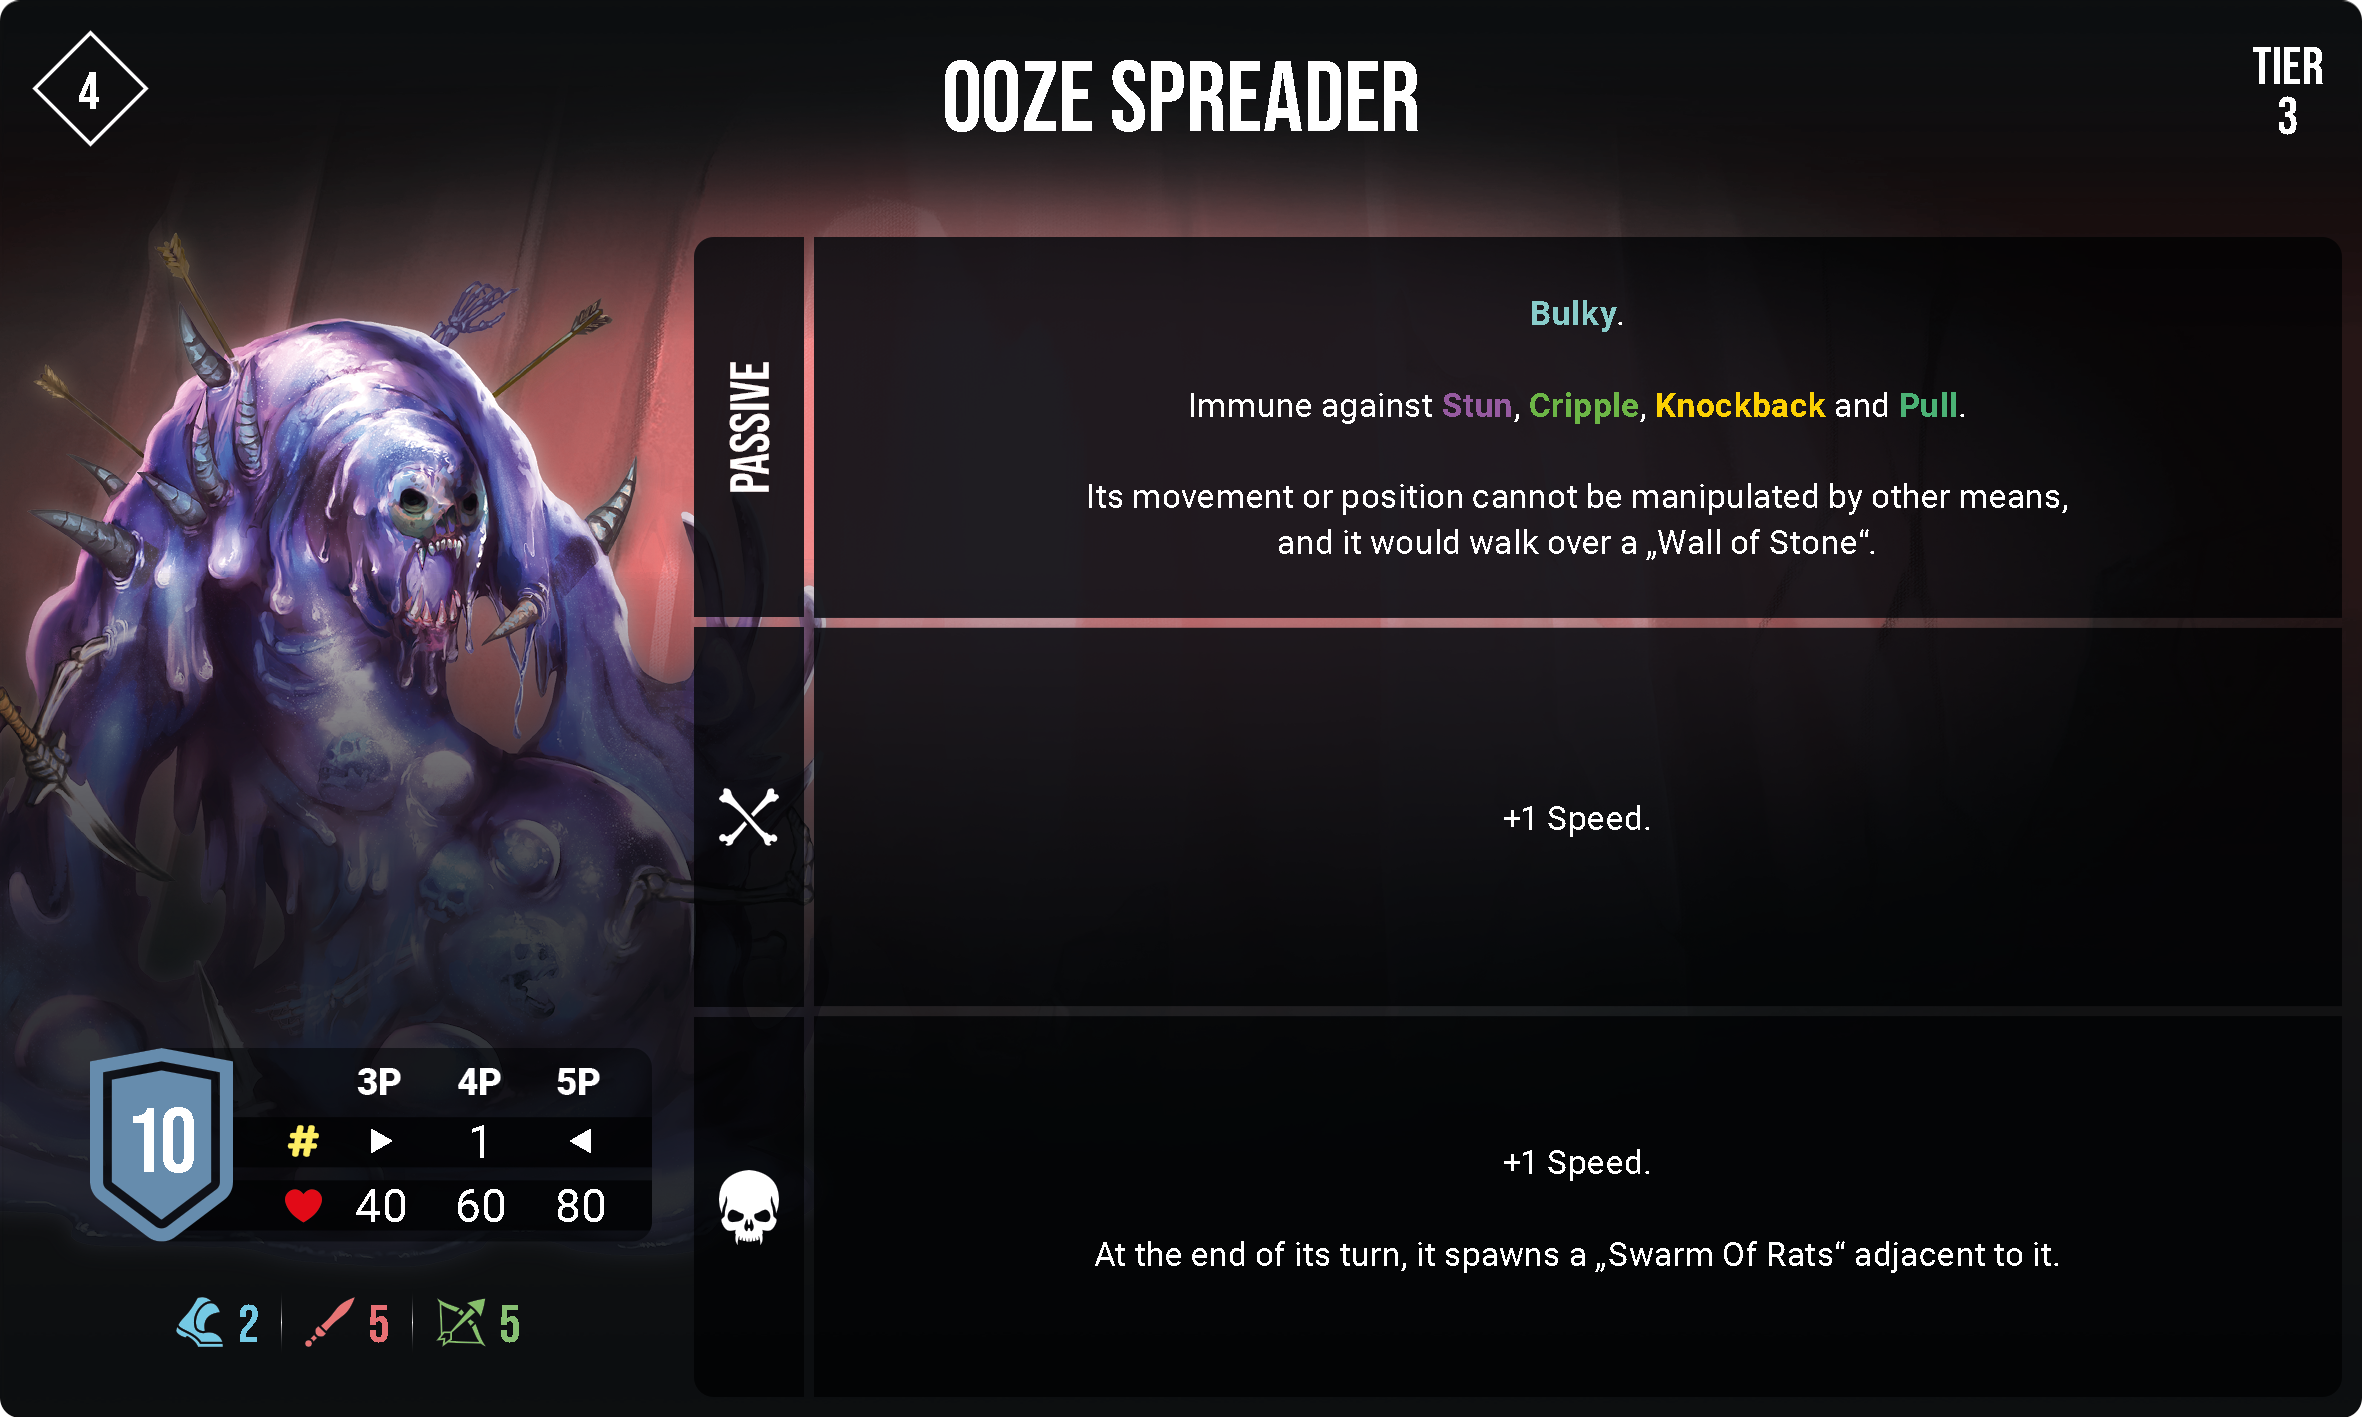 4
OOZE SPREADER
TIER
3
PASSIVE
Bulky.
Immune against Stun, Cripple, Knockback and Pull.
Its movement or position cannot be manipulated by other means,
and it would walk over a „Wall of Stone“.
+1 Speed.
+1 Speed.
At the end of its turn, it spawns a „Swarm Of Rats“ adjacent to it.
10
3P 4P 5P
# ▶ 1 ◀
40 60 80
2 5 5